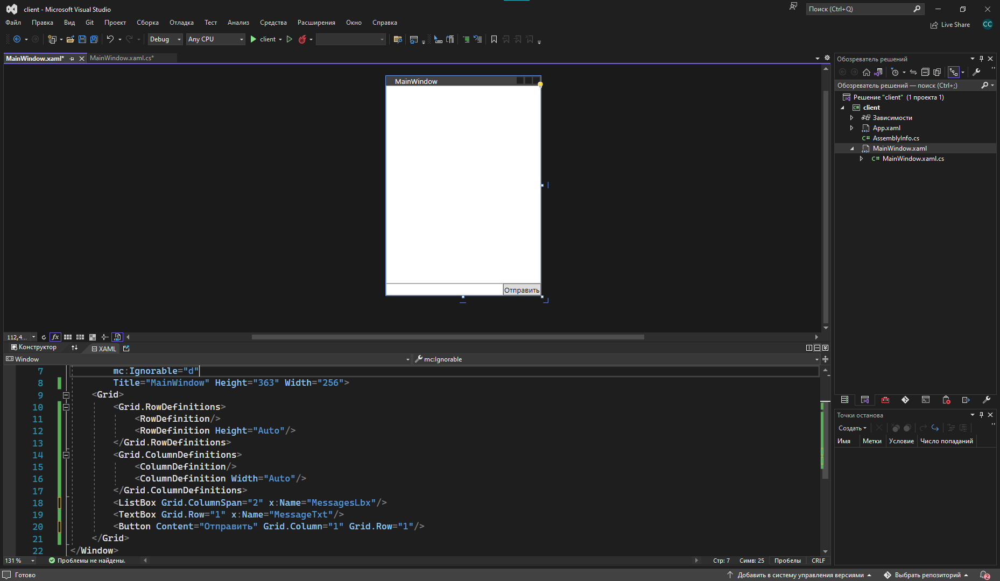 client - Microsoft Visual Studio
Поиск (Ctrl+Q)
Файл Правка Вид Git Проект Сборка Отладка Тест Анализ Средства Расширения Окно Справка
Live Share CC
Debug Any CPU client
MainWindow.xaml* MainWindow.xaml.cs*
MainWindow
Отправить
112,4...
Конструктор XAML
Window mc:Ignorable
7 mc:Ignorable="d"
8 Title="MainWindow" Height="363" Width="256">
9 <Grid>
10 <Grid.RowDefinitions>
11 <RowDefinition/>
12 <RowDefinition Height="Auto"/>
13 </Grid.RowDefinitions>
14 <Grid.ColumnDefinitions>
15 <ColumnDefinition/>
16 <ColumnDefinition Width="Auto"/>
17 </Grid.ColumnDefinitions>
18 <ListBox Grid.ColumnSpan="2" x:Name="MessagesLbx"/>
19 <TextBox Grid.Row="1" x:Name="MessageTxt"/>
20 <Button Content="Отправить" Grid.Column="1" Grid.Row="1"/>
21 </Grid>
22 </Window>
131 % Проблемы не найдены. Стр: 7 Симв: 25 Пробелы CRLF
Обозреватель решений
Обозреватель решений — поиск (Ctrl+;)
Решение "client" (1 проекта 1)
C# client
Зависимости
App.xaml
C# AssemblyInfo.cs
MainWindow.xaml
C# MainWindow.xaml.cs
Точки останова
Создать
Имя Метки Условие Число попаданий
Готово Добавить в систему управления версиями Выбрать репозиторий 2